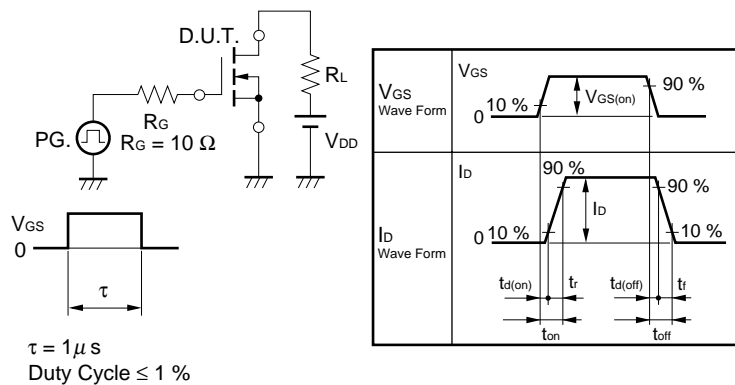 D.U.T.
RL
RG
PG.
RG = 10 Ω
VDD
VGS
0
τ
τ = 1μ s
Duty Cycle ≤ 1 %
VGS
Wave Form
VGS
10 %
0
VGS(on)
90 %
ID
Wave Form
ID
90 %
90 %
ID
10 %
0
10 %
td(on)
tr
td(off)
tf
ton
toff